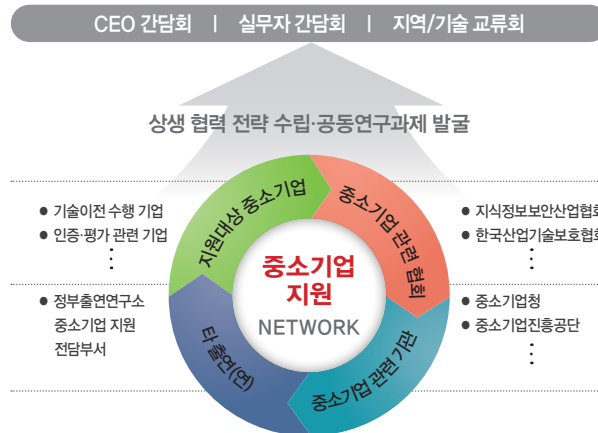 CEO 간담회 | 실무자 간담회 | 지역/기술 교류회
상생 협력 전략 수립·공동연구과제 발굴
지원대상 중소기업
중소기업 관련 협회
● 기술이전 수행 기업
● 인증·평가 관련 기업
⋮
● 지식정보보안산업협회
● 한국산업기술보호협회
⋮
중소기업
지원
NETWORK
● 정부출연연구소
중소기업 지원
전담부서
● 중소기업청
● 중소기업진흥공단
⋮
타 출연(연)
중소기업 관련 기관